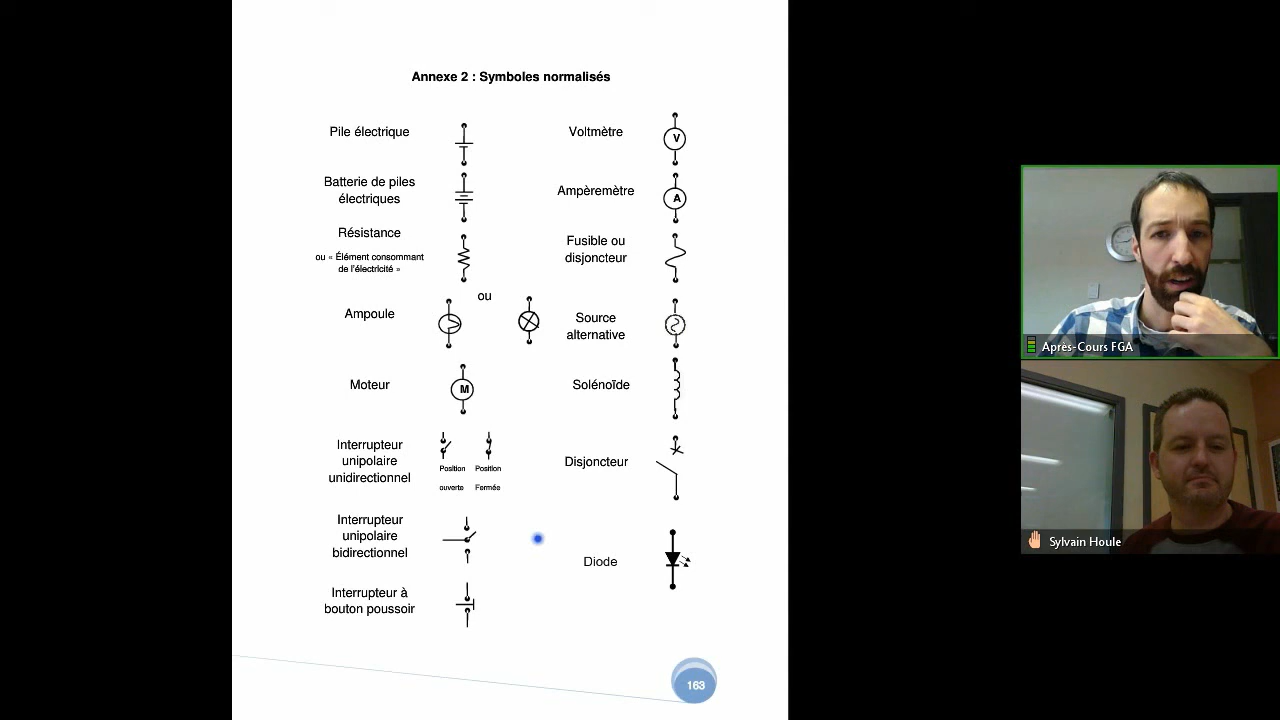 Annexe 2 : Symboles normalisés
Pile électrique
Batterie de piles
électriques
Résistance
ou « Élément consommant
de l'électricité »
Ampoule
ou
Moteur
M
Interrupteur
unipolaire
unidirectionnel
Position
ouverte
Position
Fermée
Interrupteur
unipolaire
bidirectionnel
Interrupteur à
bouton poussoir
Voltmètre
V
Ampèremètre
A
Fusible ou
disjoncteur
Source
alternative
Solénoïde
Disjoncteur
Diode
163
Après-Cours FGA
Sylvain Houle